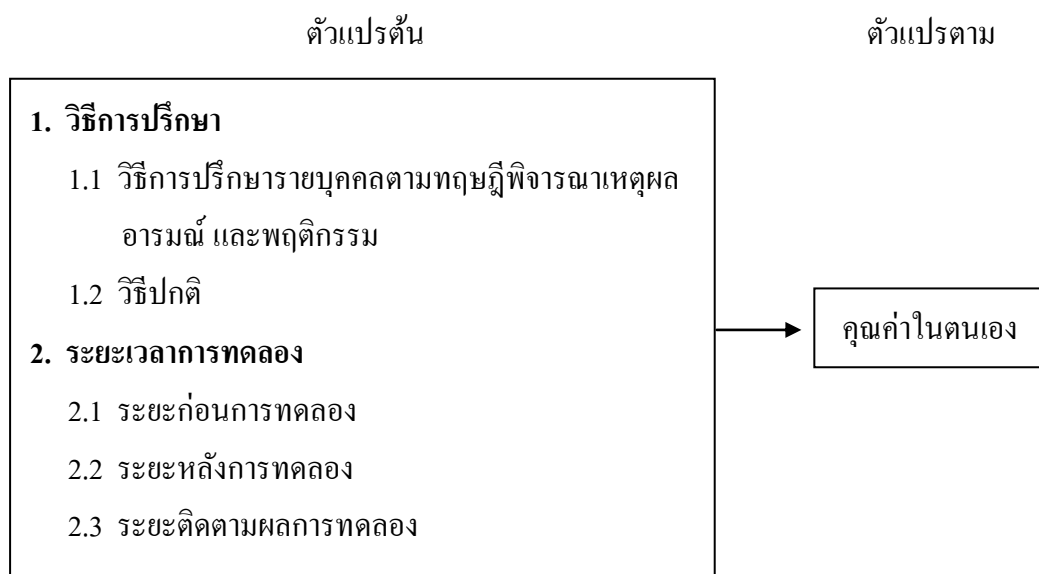 ตัวแปรต้น
ตัวแปรตาม
1. วิธีการปรึกษา
1.1 วิธีการปรึกษารายบุคคลตามทฤษฎีพิจารณาเหตุผล
อารมณ์ และพฤติกรรม
1.2 วิธีปกติ
2. ระยะเวลาการทดลอง
2.1 ระยะก่อนการทดลอง
2.2 ระยะหลังการทดลอง
2.3 ระยะติดตามผลการทดลอง
คุณค่าในตนเอง